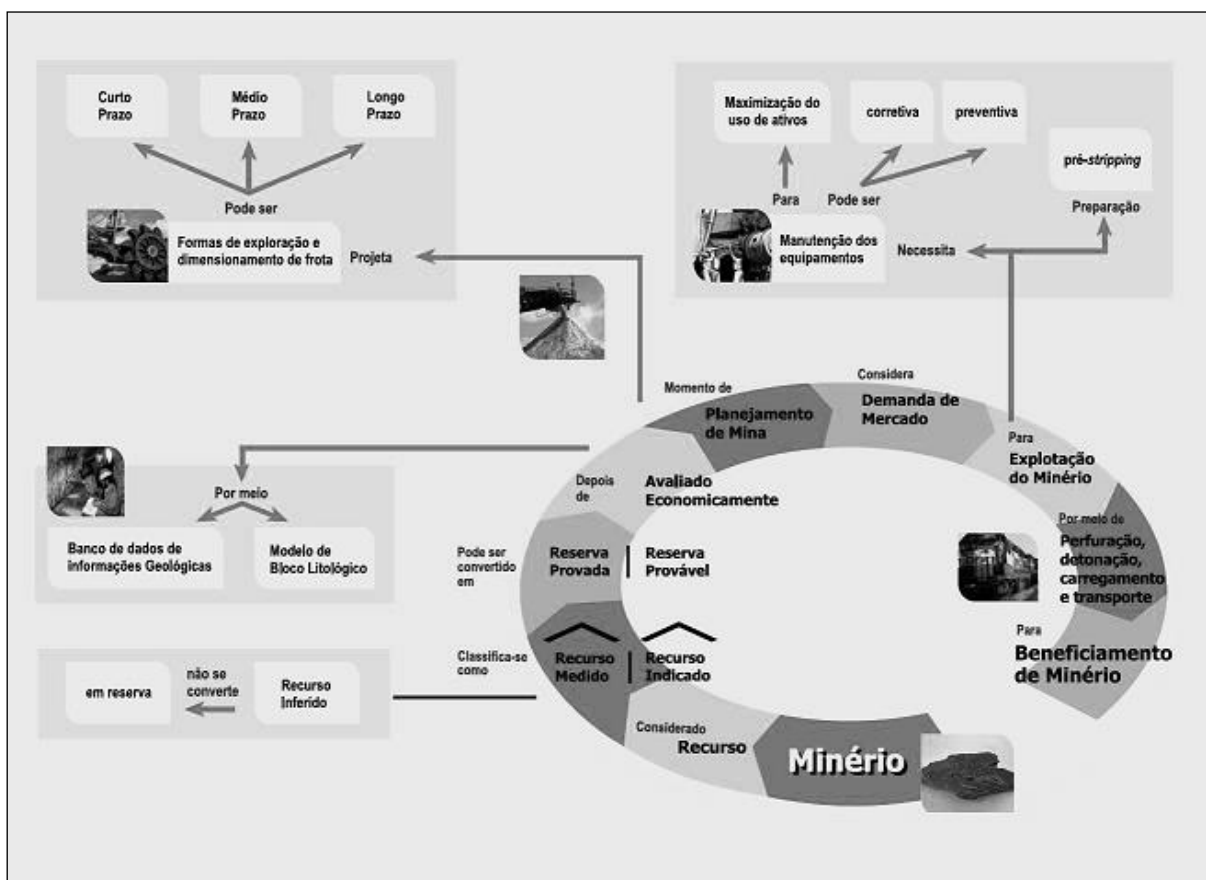 Curto
Prazo
Médio
Prazo
Longo
Prazo
Pode ser
Formas de exploração e
dimensionamento de frota
Projeta
Maximização do
uso de ativos
corretiva
preventiva
pré-stripping
Para
Pode ser
Preparação
Manutenção dos
equipamentos
Necessita
Momento de
Planejamento
de Mina
Considera
Demanda de
Mercado
Para
Explotação
do Minério
Por meio de
Perfuração,
detonação,
carregamento
e transporte
Para
Beneficiamento
de Minério
Por meio
Banco de dados de
informações Geológicas
Modelo de
Bloco Litológico
Depois
de
Avaliado
Economicamente
Pode ser
convertido
em
Reserva
Provada
Reserva
Provável
Classifica-se
como
Recurso
Medido
Recurso
Indicado
em reserva
não se
converte
Recurso
Inferido
Considerado
Recurso
Minério